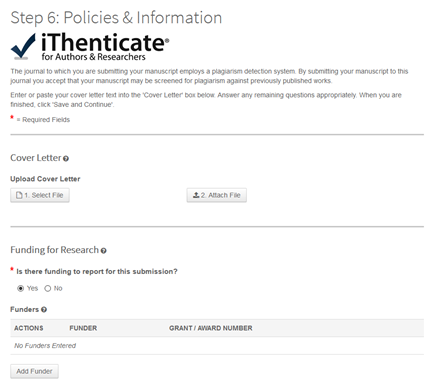 Step 6: Policies & Information
iThenticate®
for Authors & Researchers
The journal to which you are submitting your manuscript employs a plagiarism detection system. By submitting your manuscript to this
journal you accept that your manuscript may be screened for plagiarism against previously published works.
Enter or paste your cover letter text into the 'Cover Letter' box below. Answer any remaining questions appropriately. When you are
finished, click 'Save and Continue'.
* = Required Fields
Cover Letter ?
Upload Cover Letter
1. Select File 2. Attach File
Funding for Research ?
* Is there funding to report for this submission?
Yes No
Funders ?
ACTIONS FUNDER GRANT / AWARD NUMBER
No Funders Entered
Add Funder